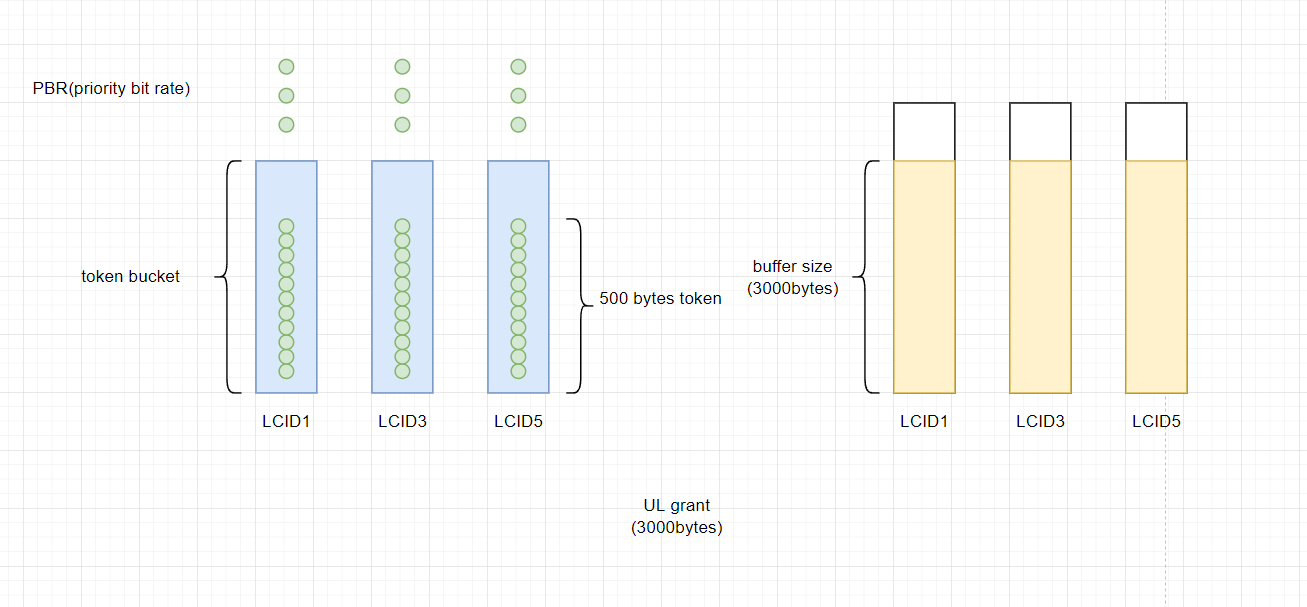 PBR(priority bit rate)
token bucket
500 bytes token
buffer size
(3000bytes)
LCID1
LCID3
LCID5
LCID1
LCID3
LCID5
UL grant
(3000bytes)